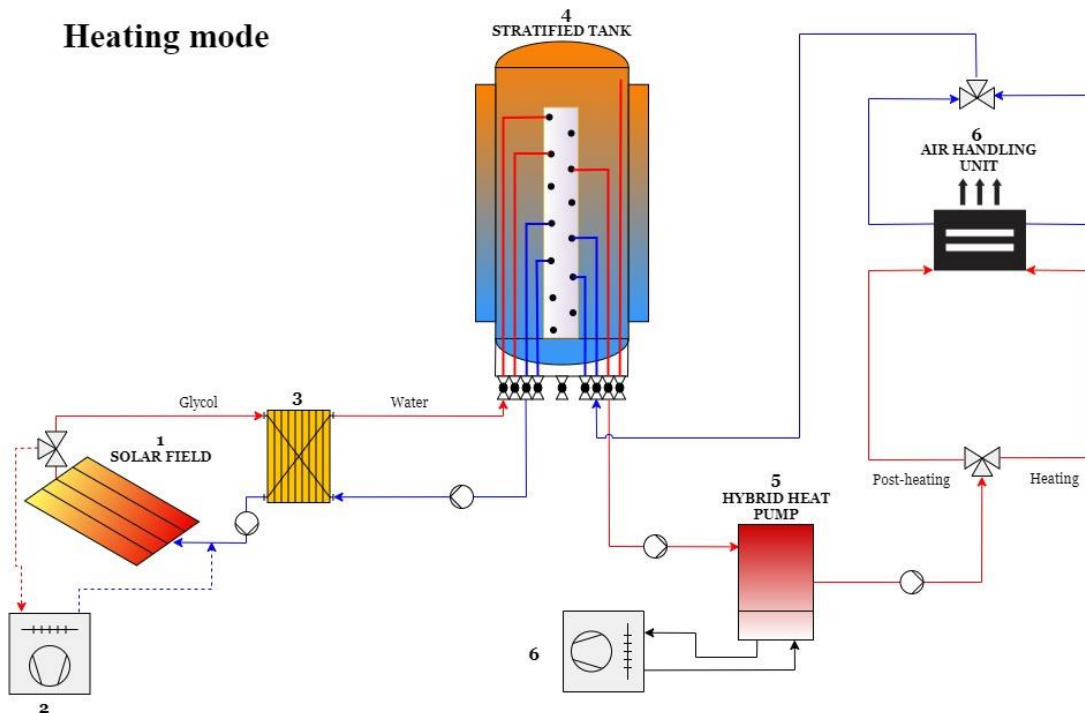 Heating mode
4
STRATIFIED TANK
6
AIR HANDLING
UNIT
Glycol
3
Water
1
SOLAR FIELD
Post-heating
Heating
5
HYBRID HEAT
PUMP
6
2